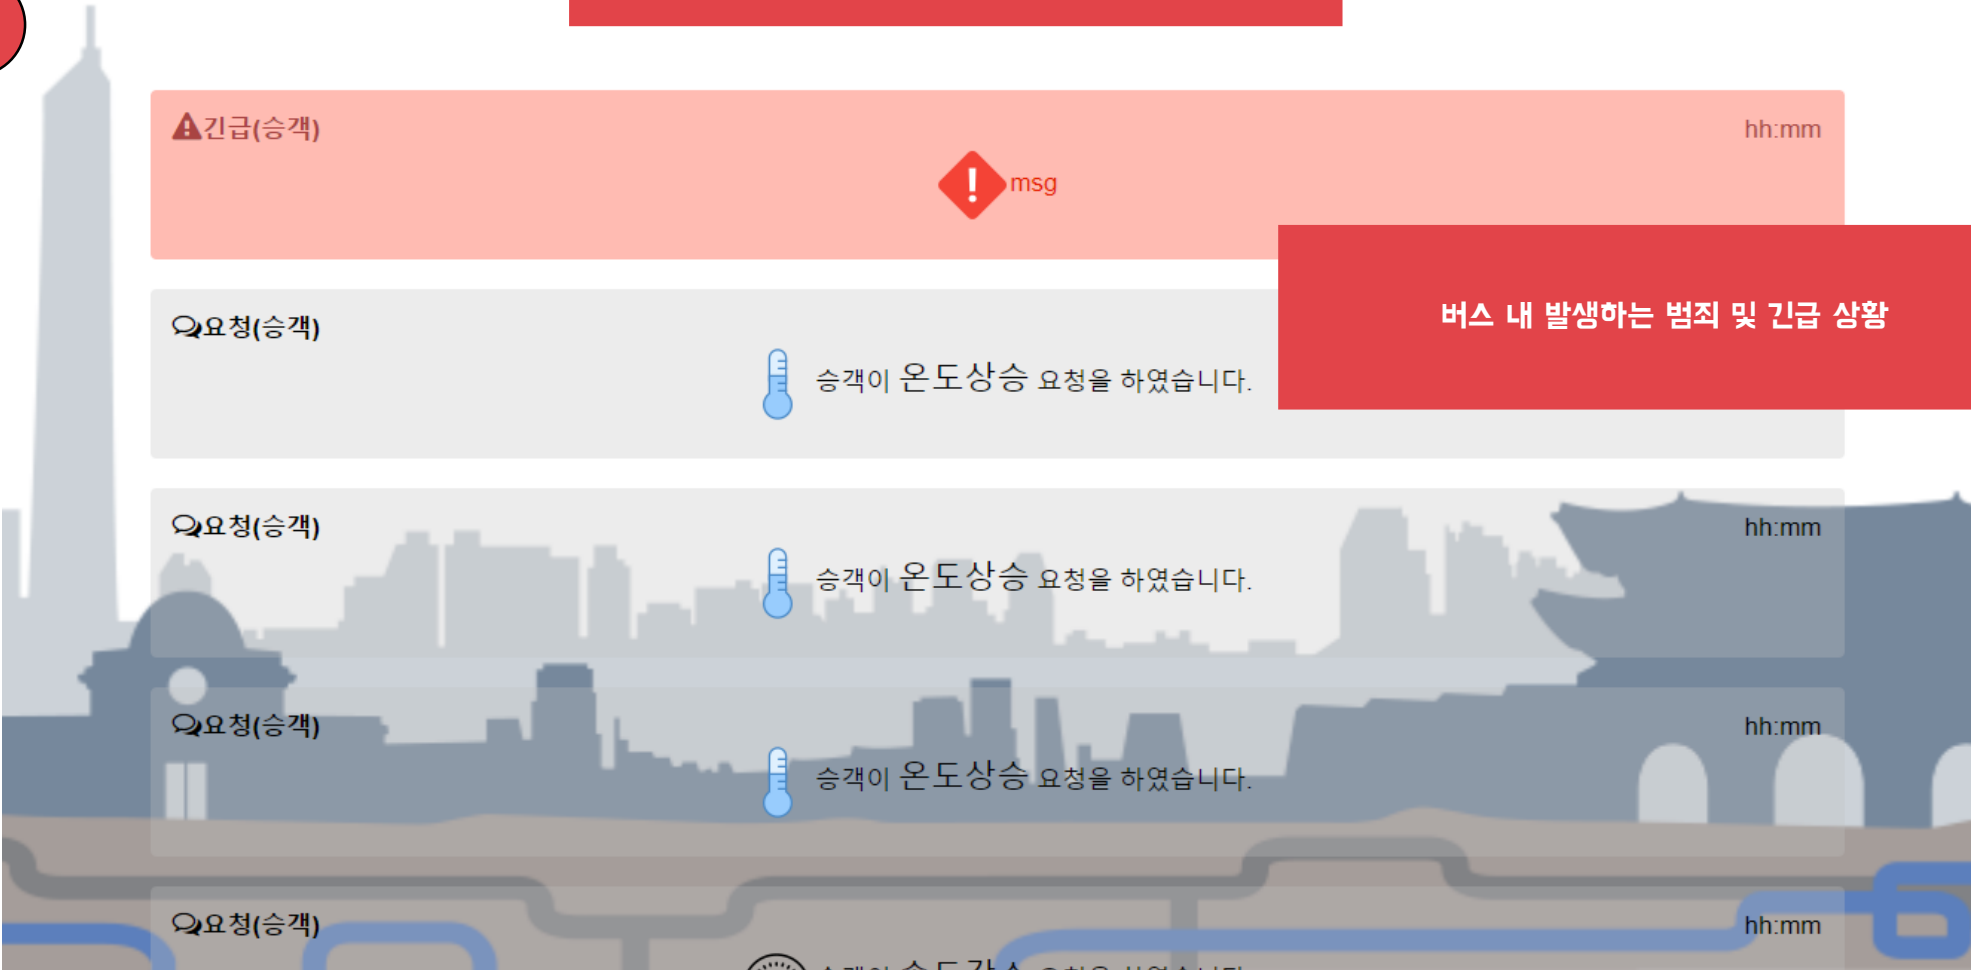 긴급(승객) hh:mm
msg
버스 내 발생하는 범죄 및 긴급 상황
요청(승객)
승객이 온도상승 요청을 하였습니다.
요청(승객) hh:mm
승객이 온도상승 요청을 하였습니다.
요청(승객) hh:mm
승객이 온도상승 요청을 하였습니다.
요청(승객) hh:mm